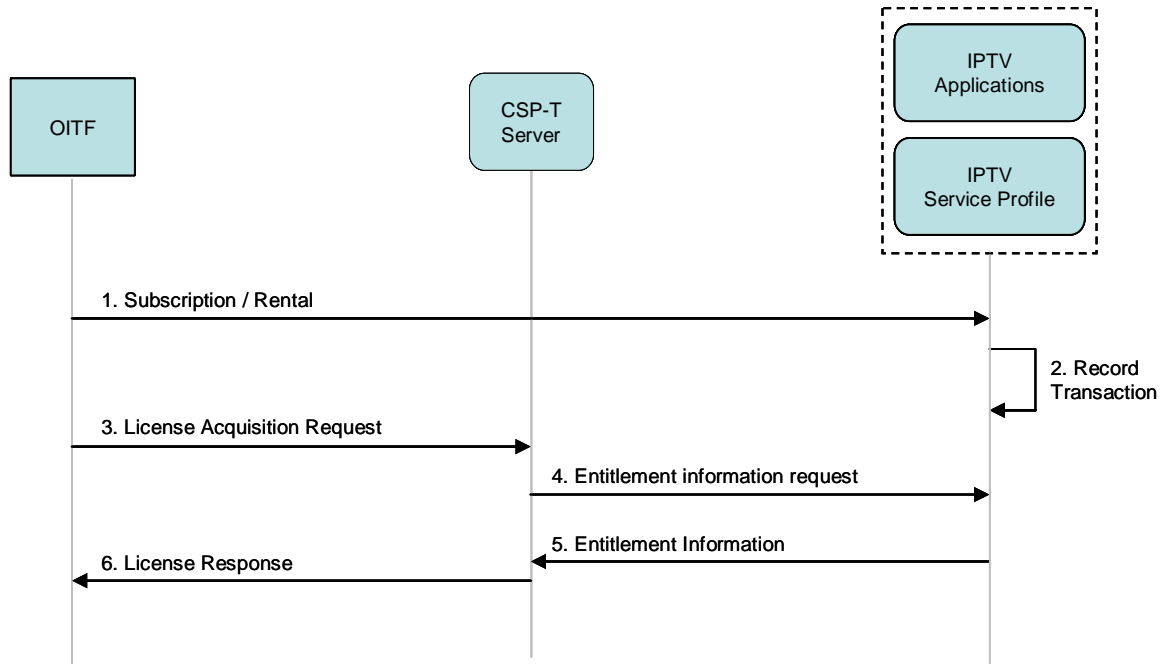 OITF
CSP-T
Server
IPTV
Applications
IPTV
Service Profile
1. Subscription / Rental
2. Record
Transaction
3. License Acquisition Request
4. Entitlement information request
5. Entitlement Information
6. License Response